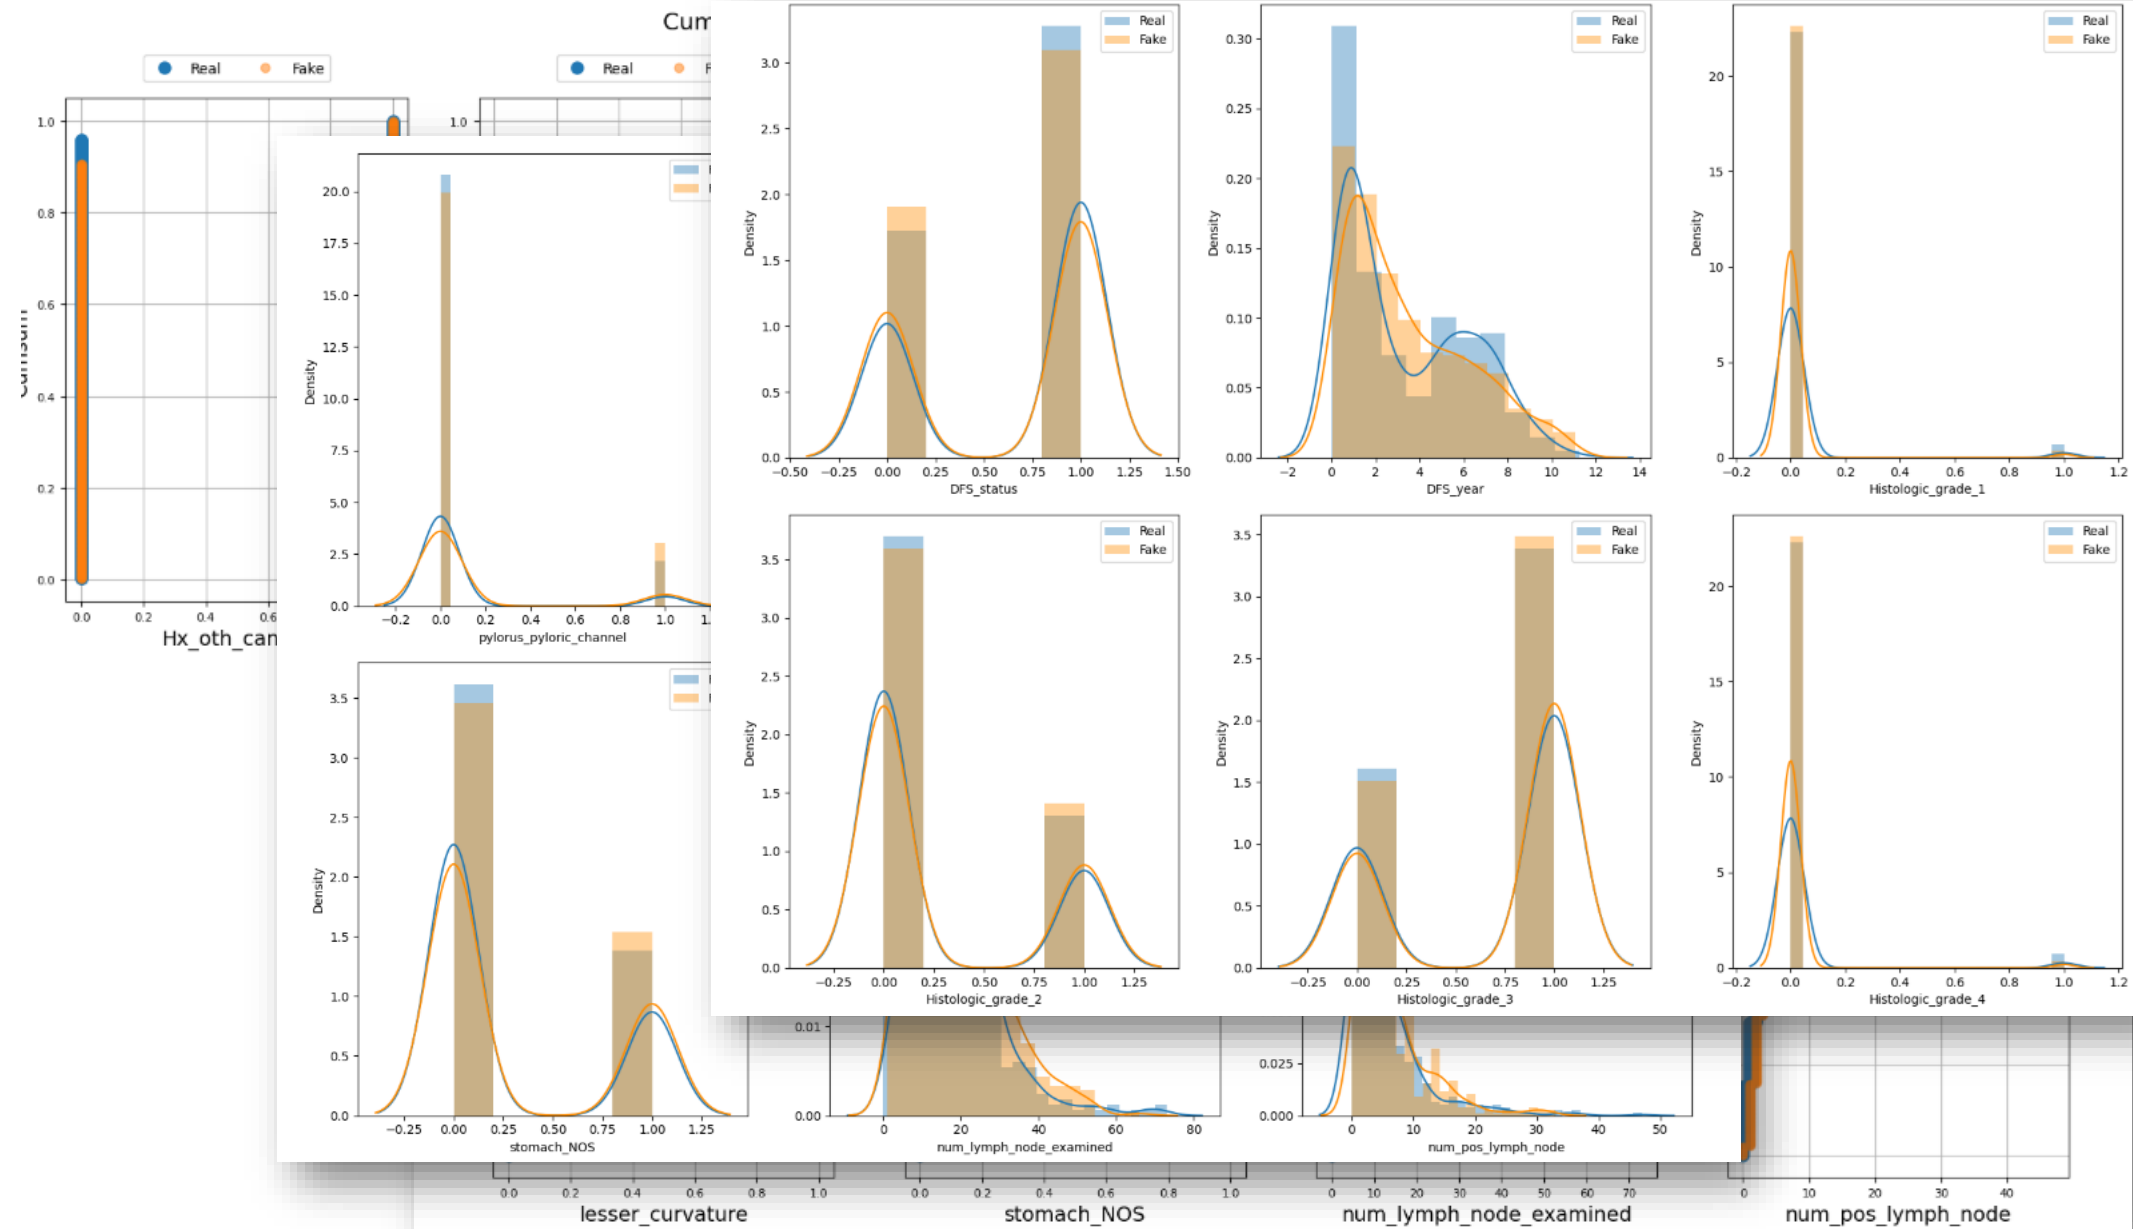 Cum
Real Fake
Real F
Cumsum
1.0
0.8
0.6
0.4
0.2
0.0
0.0 0.2 0.4 0.6
Hx_oth_can
1.0
Density
20.0
17.5
15.0
12.5
10.0
7.5
5.0
2.5
0.0
−0.2 0.0 0.2 0.4 0.6 0.8 1.0 1.
pylorus_pyloric_channel
Density
3.5
3.0
2.5
2.0
1.5
1.0
0.5
0.0
−0.25 0.00 0.25 0.50 0.75 1.00 1.25
stomach_NOS
Real
Fake
Density
3.0
2.5
2.0
1.5
1.0
0.5
0.0
−0.50 −0.25 0.00 0.25 0.50 0.75 1.00 1.25 1.50
DFS_status
Real
Fake
Density
0.30
0.25
0.20
0.15
0.10
0.05
0.00
−2 0 2 4 6 8 10 12 14
DFS_year
Real
Fake
Density
20
15
10
5
0
−0.2 0.0 0.2 0.4 0.6 0.8 1.0 1.2
Histologic_grade_1
Real
Fake
Density
3.5
3.0
2.5
2.0
1.5
1.0
0.5
0.0
−0.25 0.00 0.25 0.50 0.75 1.00 1.25
Histologic_grade_2
Real
Fake
Density
3.5
3.0
2.5
2.0
1.5
1.0
0.5
0.0
−0.25 0.00 0.25 0.50 0.75 1.00 1.25
Histologic_grade_3
Real
Fake
Density
20
15
10
5
0
−0.2 0.0 0.2 0.4 0.6 0.8 1.0 1.2
Histologic_grade_4
0.01
0.00
0 20 40 60 80
num_lymph_node_examined
0.025
0.000
0 10 20 30 40 50
num_pos_lymph_node
0.0 0.2 0.4 0.6 0.8 1.0
lesser_curvature
0.0 0.2 0.4 0.6 0.8 1.0
stomach_NOS
0 10 20 30 40 50 60 70
num_lymph_node_examined
0 10 20 30 40
num_pos_lymph_node